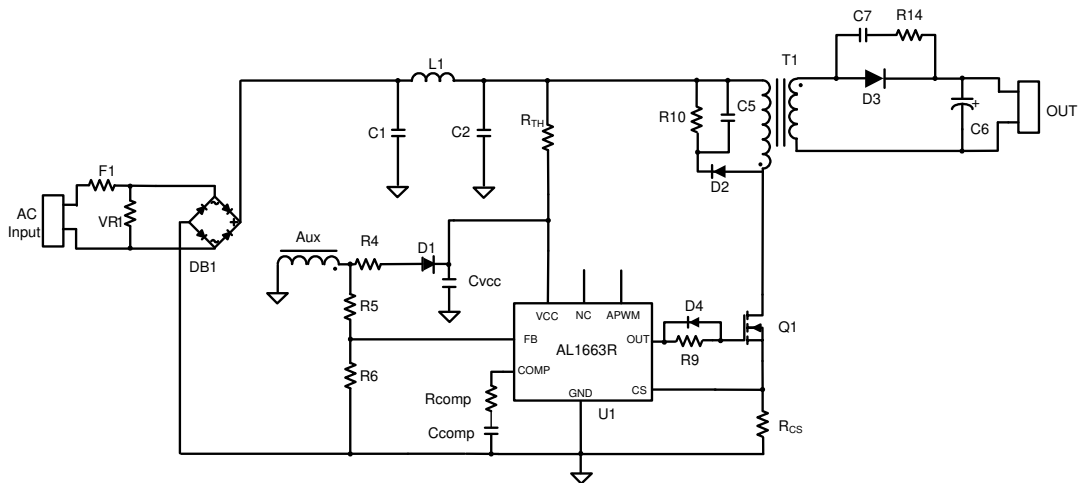 C7
R14
T1
L1
D3
C5
R10
RTH
C1
C2
C6
+
OUT
D2
F1
AC
Input
VR1
+
DB1
Aux
R4
D1
Cvcc
R5
VCC
NC
APWM
D4
Q1
FB
AL1663R
OUT
R9
R6
COMP
CS
GND
U1
Rcomp
Ccomp
RCS